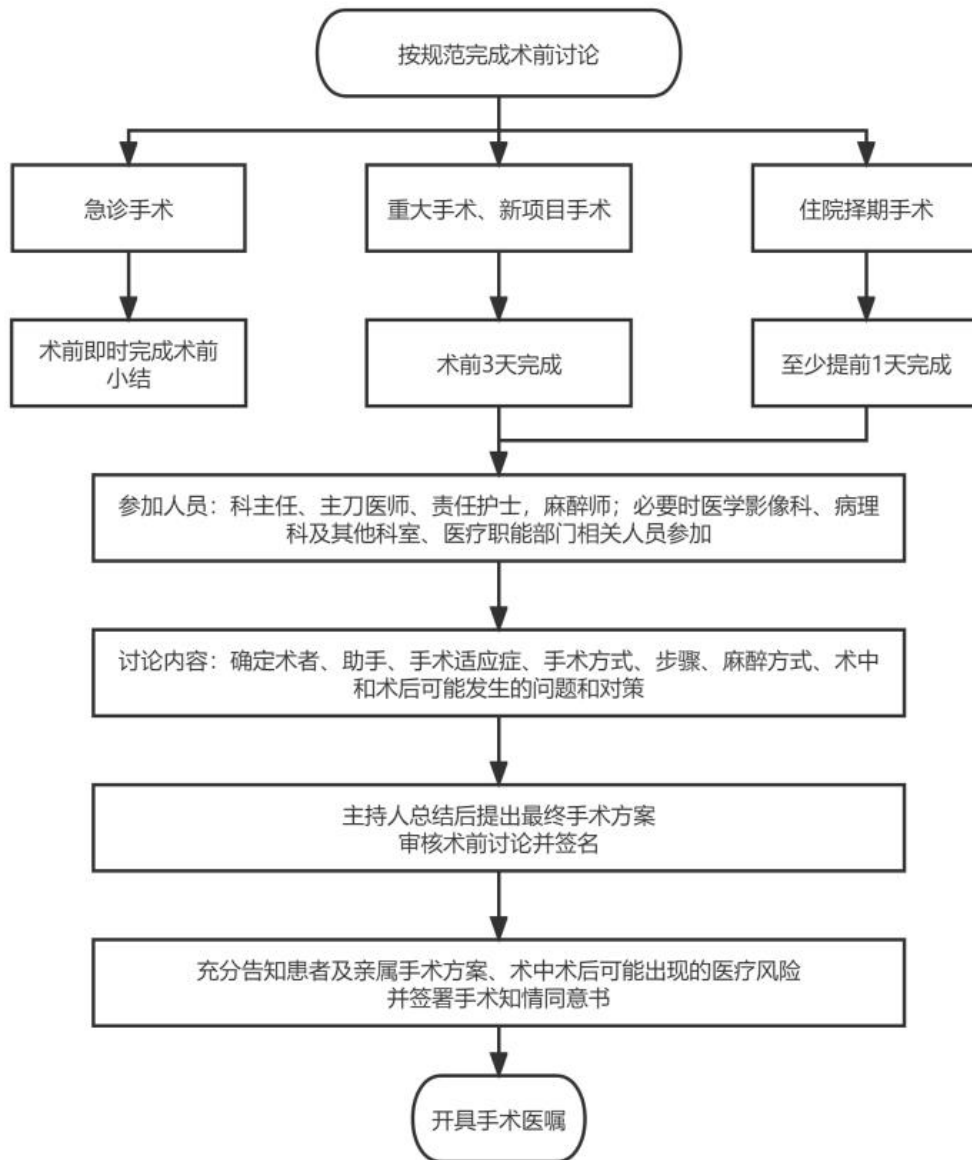 按规范完成术前讨论
急诊手术
重大手术、新项目手术
住院择期手术
术前即时完成术前
小结
术前3天完成
至少提前1天完成
参加人员：科主任、主刀医师、责任护士，麻醉师；必要时医学影像科、病理
科及其他科室、医疗职能部门相关人员参加
讨论内容：确定术者、助手、手术适应症、手术方式、步骤、麻醉方式、术中
和术后可能发生的问题和对策
主持人总结后提出最终手术方案
审核术前讨论并签名
充分告知患者及亲属手术方案、术中术后可能出现的医疗风险
并签署手术知情同意书
开具手术医嘱